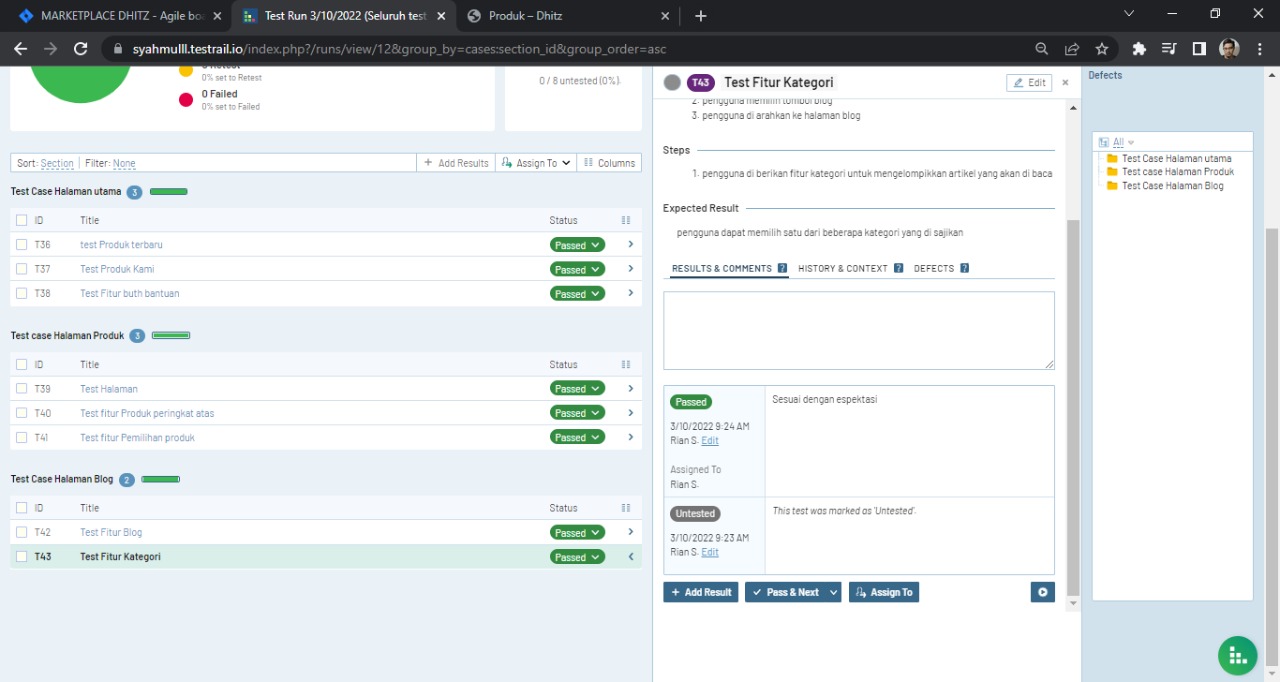 MARKETPLACE DHITZ - Agile boa
Test Run 3/10/2022 (Seluruh test
Produk – Dhitz
syahmulll.testrail.io/index.php?/runs/view/12&group_by=cases:section_id&group_order=asc
0% set to Retest
0 Failed
0% set to Failed
0 / 8 untested (0%).
Sort: Section
Filter: None
Add Results
Assign To
Columns
Test Case Halaman utama 3
ID Title Status
T36 test Produk terbaru Passed
T37 Test Produk Kami Passed
T38 Test Fitur buth bantuan Passed
Test case Halaman Produk 3
ID Title Status
T39 Test Halaman Passed
T40 Test fitur Produk peringkat atas Passed
T41 Test fitur Pemilihan produk Passed
Test Case Halaman Blog 2
ID Title Status
T42 Test Fitur Blog Passed
T43 Test Fitur Kategori Passed
T43 Test Fitur Kategori
Edit
×
2. pengguna memilih tombol blog
3. pengguna di arahkan ke halaman blog
Steps
1. pengguna di berikan fitur kategori untuk mengelompikkan artikel yang akan di baca
Expected Result
pengguna dapat memilih satu dari beberapa kategori yang di sajikan
RESULTS & COMMENTS ? HISTORY & CONTEXT ? DEFECTS ?
Passed
Sesuai dengan espektasi
3/10/2022 9:24 AM
Rian S. Edit
Assigned To
Rian S.
Untested
This test was marked as 'Untested'.
3/10/2022 9:23 AM
Rian S. Edit
+ Add Result
Pass & Next
Assign To
Defects
All
Test Case Halaman utama
Test case Halaman Produk
Test Case Halaman Blog